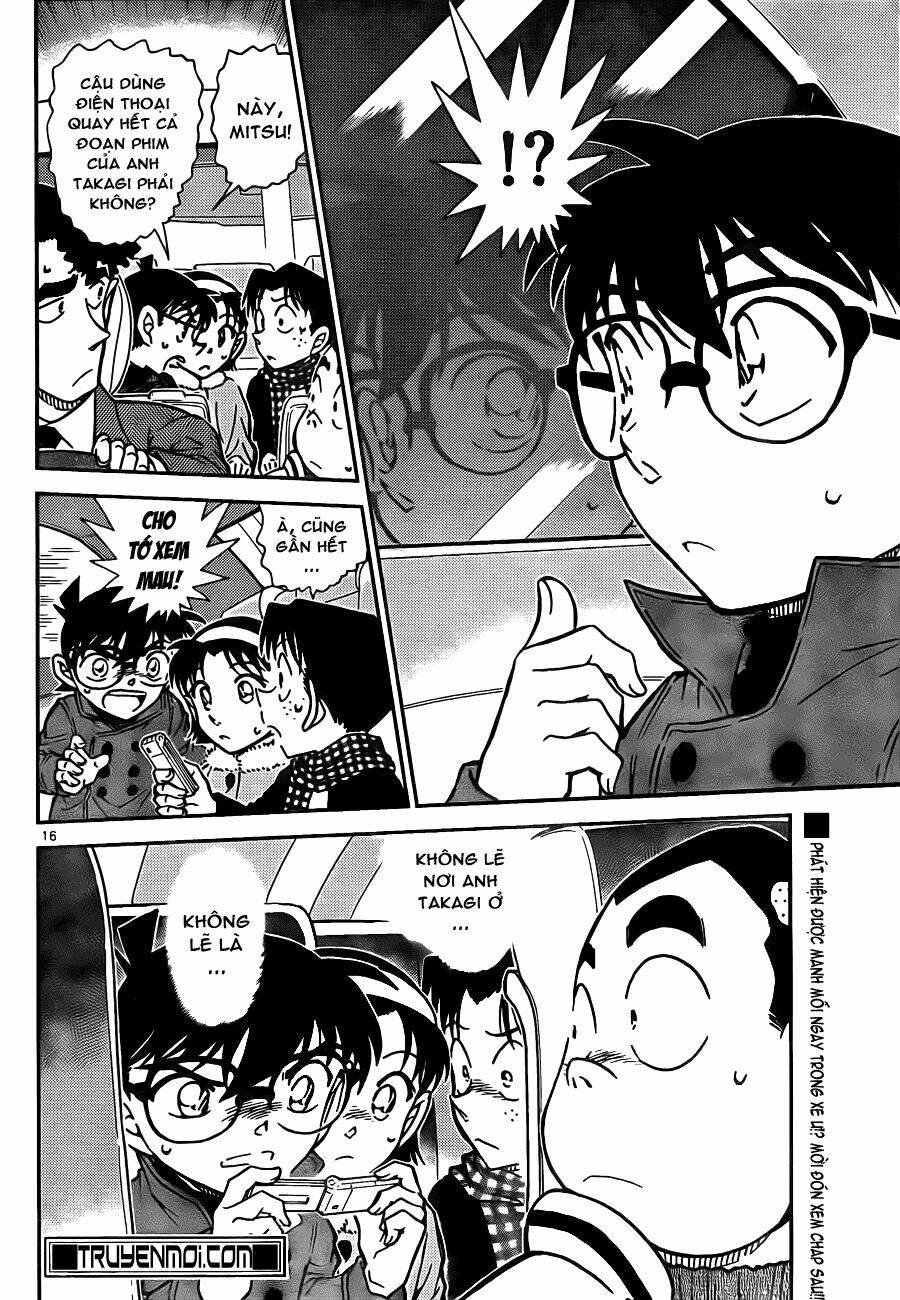 !?
NÀY,
MITSU!
CẬU DÙNG
ĐIỆN THOẠI
QUAY HẾT CẢ
ĐOẠN PHIM
CỦA ANH
TAKAGI PHẢI
KHÔNG?
À, CŨNG
GẦN HẾT
...
CHO
TỚ XEM
MAU!
16
KHÔNG LẼ
NƠI ANH
TAKAGI Ở
...
KHÔNG
LẼ LÀ
...
PHÁT HIỆN ĐƯỢC MANH MỐI NGAY TRONG XE Ư!? MỜI ĐÓN XEM CHAP SAU!!
TRUYENMOI.COM